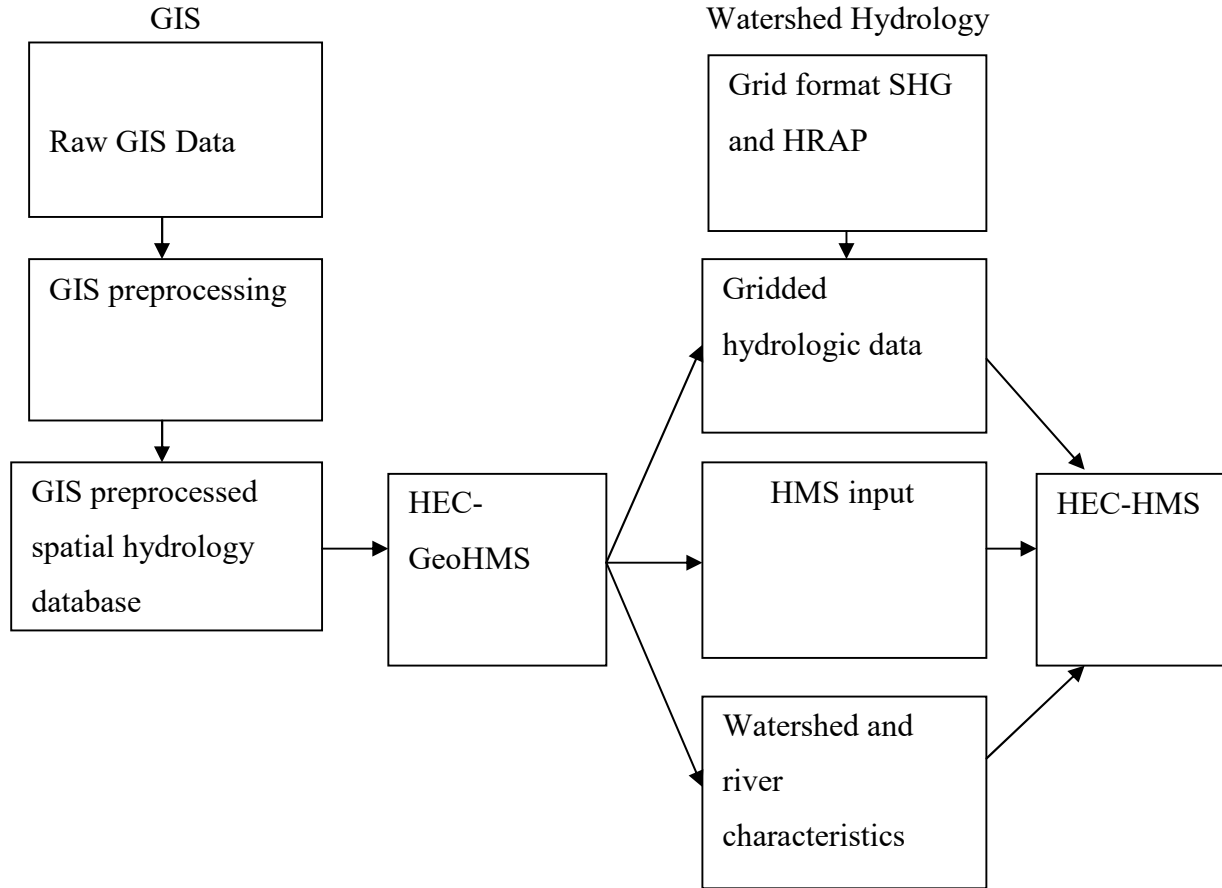 GIS
Raw GIS Data
GIS preprocessing
GIS preprocessed
spatial hydrology
database
HEC-
GeoHMS
Watershed Hydrology
Grid format SHG
and HRAP
Gridded
hydrologic data
HMS input
Watershed and
river
characteristics
HEC-HMS